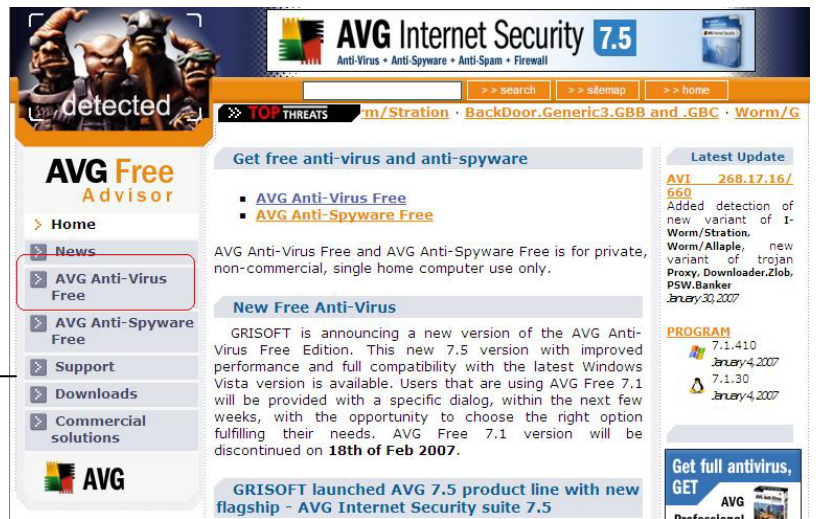 detected
AVG Internet Security 7.5
Anti-Virus + Anti-Spyware + Anti-Spam + Firewall
> > search
> > sitemap
> > home
TOP THREATS
rm/Stration · BackDoor.Generic3.GBB and .GBC · Worm/G
AVG Free
Advisor
Home
News
AVG Anti-Virus
Free
AVG Anti-Spyware
Free
Support
Downloads
Commercial
solutions
AVG
Get free anti-virus and anti-spyware
AVG Anti-Virus Free
AVG Anti-Spyware Free
AVG Anti-Virus Free and AVG Anti-Spyware Free is for private,
non-commercial, single home computer use only.
New Free Anti-Virus
GRISOFT is announcing a new version of the AVG Anti-
Virus Free Edition. This new 7.5 version with improved
performance and full compatibility with the latest Windows
Vista version is available. Users that are using AVG Free 7.1
will be provided with a specific dialog, within the next few
weeks, with the opportunity to choose the right option
fulfilling their needs. AVG Free 7.1 version will be
discontinued on 18th of Feb 2007.
GRISOFT launched AVG 7.5 product line with new
flagship - AVG Internet Security suite 7.5
Latest Update
AVI 268.17.16/
660
Added detection of
new variant of I-
Worm/Stration,
Worm/Allaple, new
variant of trojan
Proxy, Downloader.Zlob,
PSW.Banker
January 30, 2007
PROGRAM
7.1.410
January 4, 2007
7.1.30
January 4, 2007
Get full antivirus,
GET
AVG
Professional